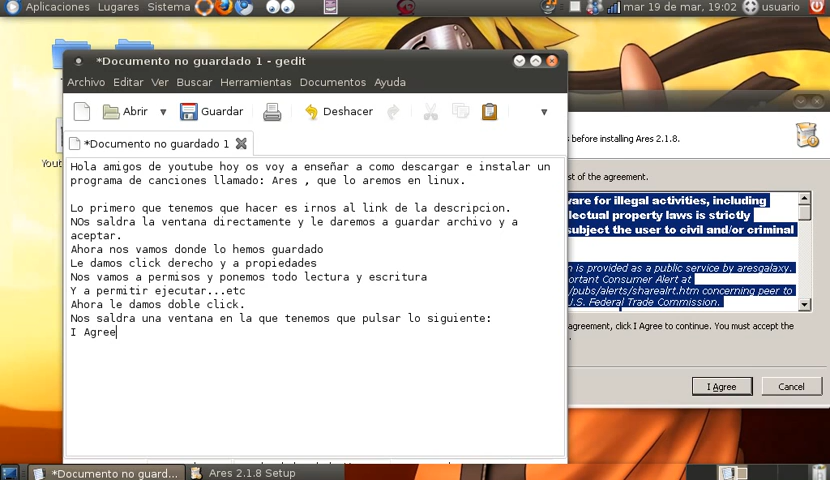 Aplicaciones Lugares Sistema
mar 19 de mar, 19:02 usuario
*Documento no guardado 1 - gedit
Archivo Editar Ver Buscar Herramientas Documentos Ayuda
Abrir Guardar Deshacer
*Documento no guardado 1
Hola amigos de youtube hoy os voy a enseñar a como descargar e instalar un
programa de canciones llamado: Ares , que lo aremos en linux.
Lo primero que tenemos que hacer es irnos al link de la descripcion.
NOs saldra la ventana directamente y le daremos a guardar archivo y a
aceptar.
Ahora nos vamos donde lo hemos guardado
Le damos click derecho y a propiedades
Nos vamos a permisos y ponemos todo lectura y escritura
Y a permitir ejecutar...etc
Ahora le damos doble click.
Nos saldra una ventana en la que tenemos que pulsar lo siguiente:
I Agree
before installing Ares 2.1.8.
of the agreement.
for illegal activities, including
property laws is strictly
subject the user to civil and/or criminal
is provided as a public service by aresgalaxy.
Consumer Alert at
/pubs/alerts/sharealrt.htm concerning peer to
U.S. Federal Trade Commission.
agreement, click I Agree to continue. You must accept the
I Agree Cancel
*Documento no guard... Ares 2.1.8 Setup